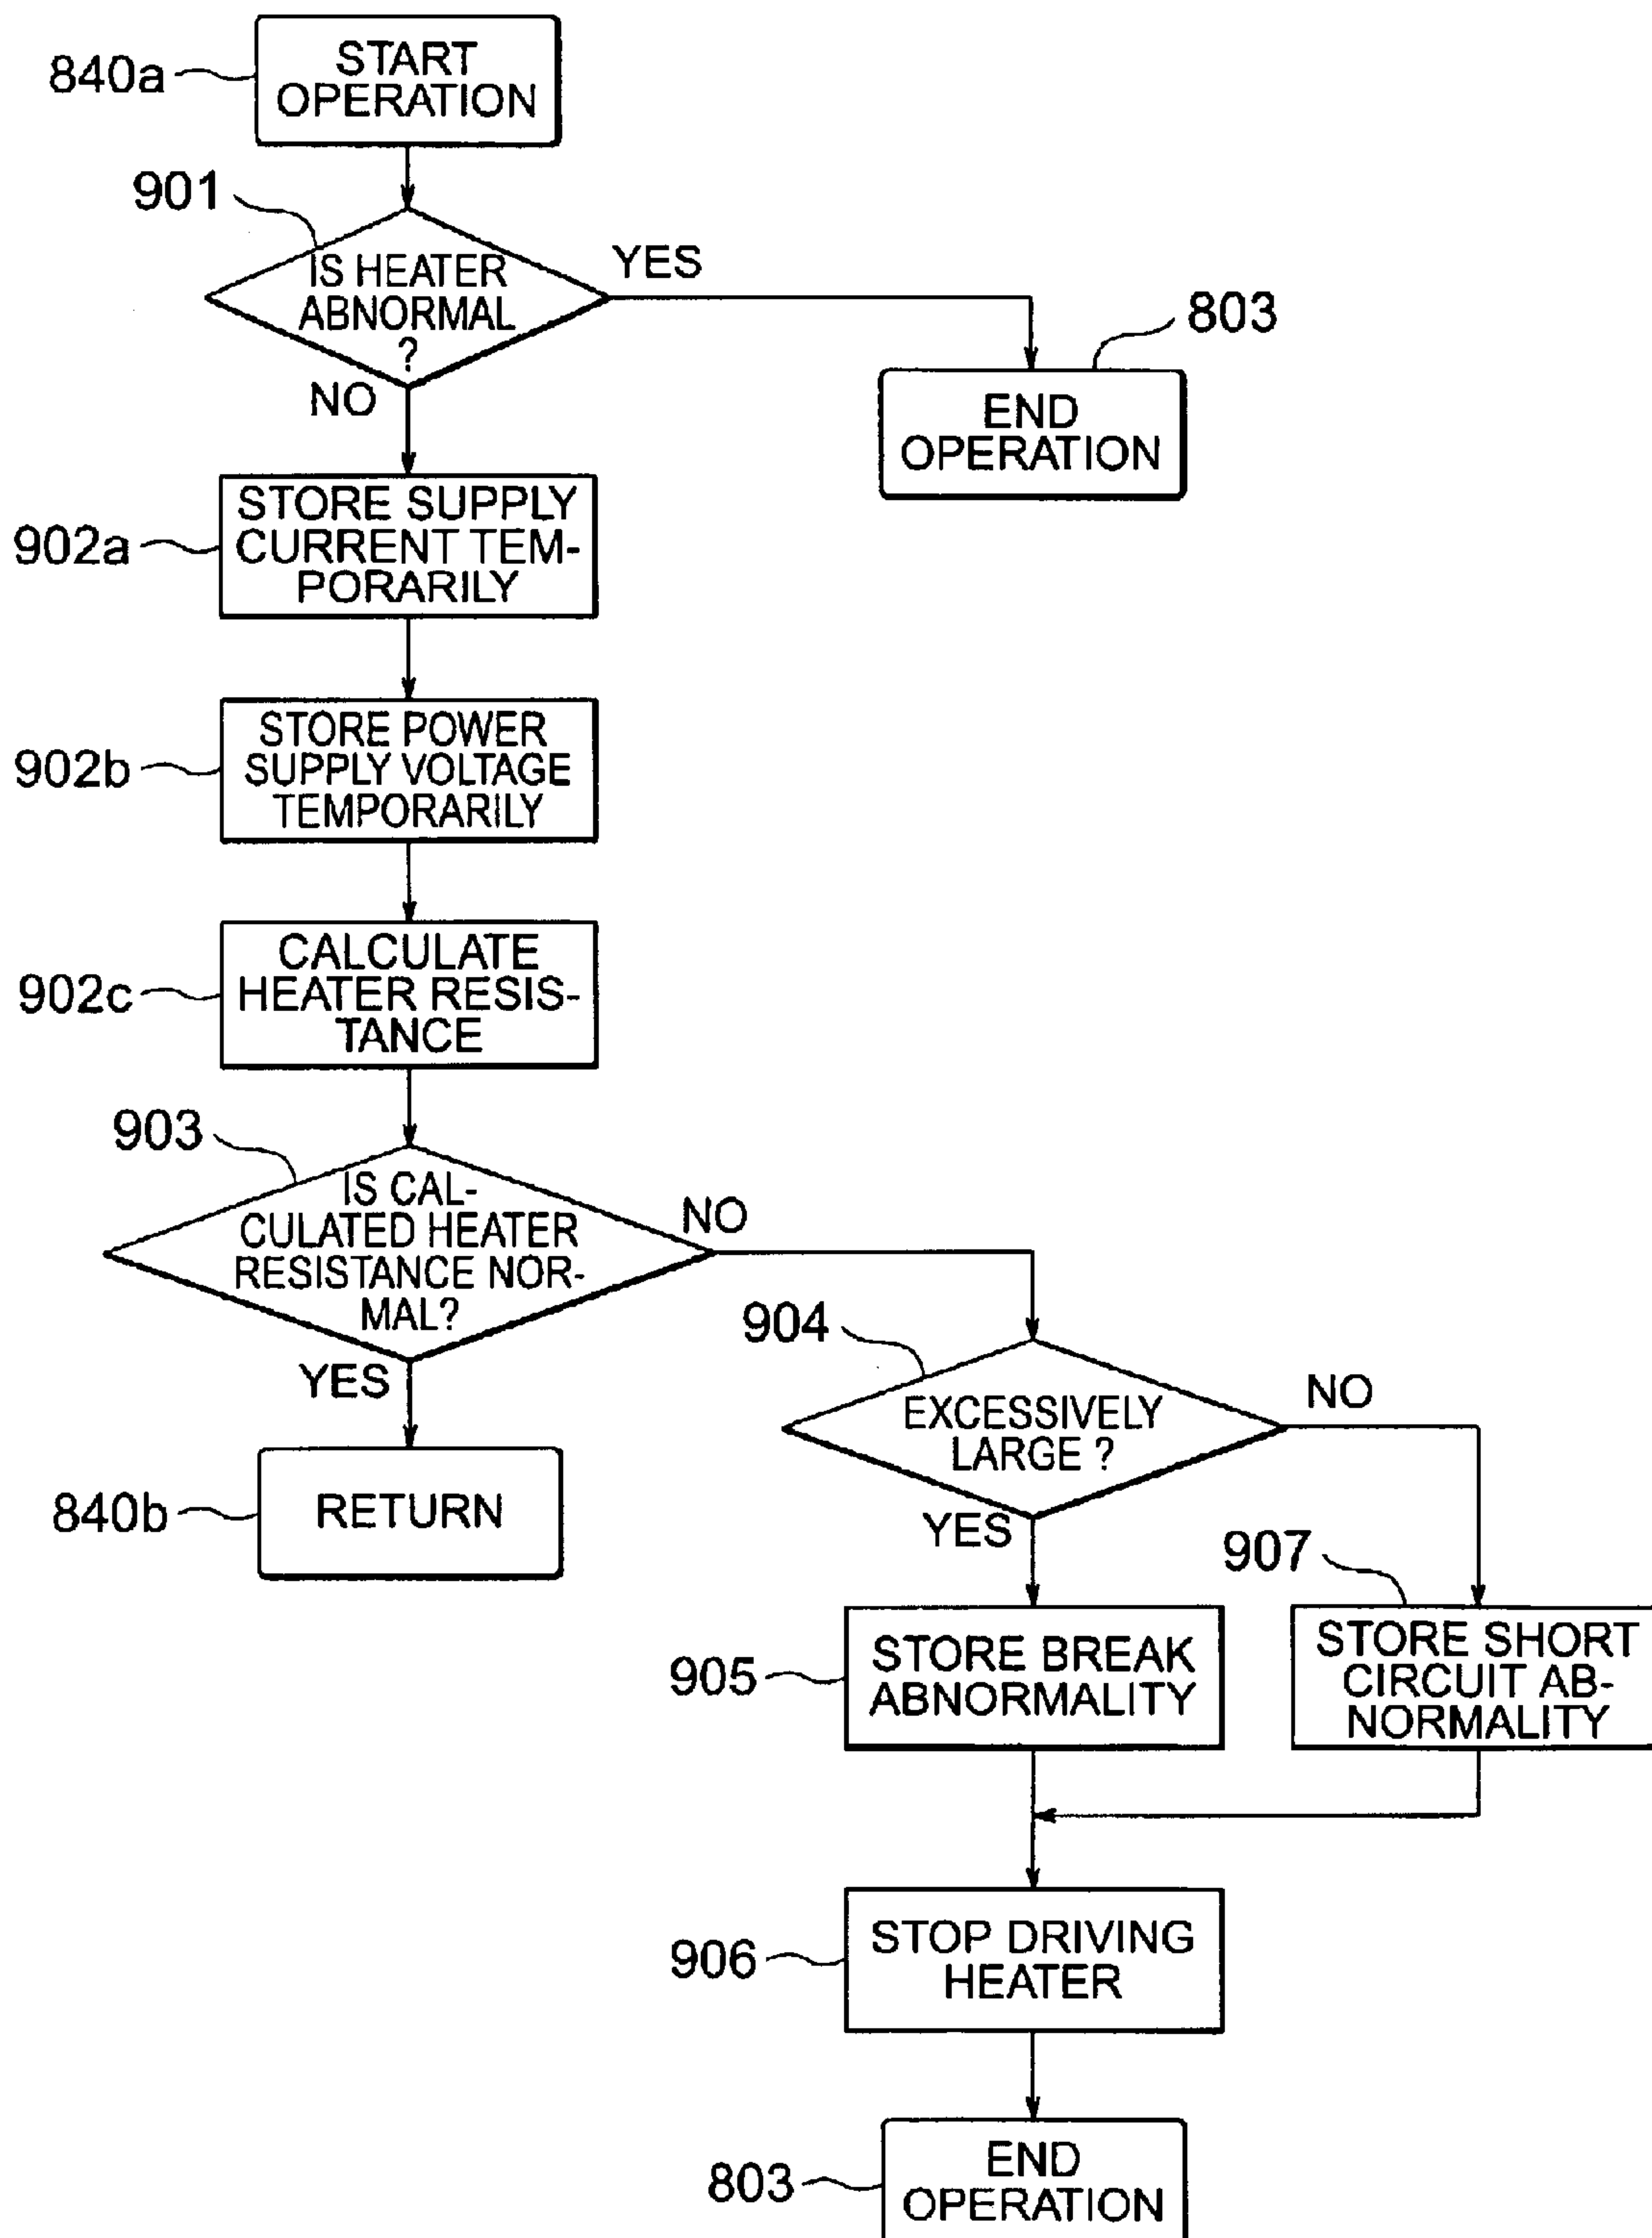 840a
START
OPERATION
901
IS HEATER
ABNORMAL
?
YES
NO
803
END
OPERATION
902a
STORE SUPPLY
CURRENT TEM-
PORARILY
902b
STORE POWER
SUPPLY VOLTAGE
TEMPORARILY
902c
CALCULATE
HEATER RESIS-
TANCE
903
IS CAL-
CULATED HEATER
RESISTANCE NOR-
MAL?
NO
YES
840b
RETURN
904
EXCESSIVELY
LARGE ?
NO
YES
905
STORE BREAK
ABNORMALITY
907
STORE SHORT
CIRCUIT AB-
NORMALITY
906
STOP DRIVING
HEATER
803
END
OPERATION